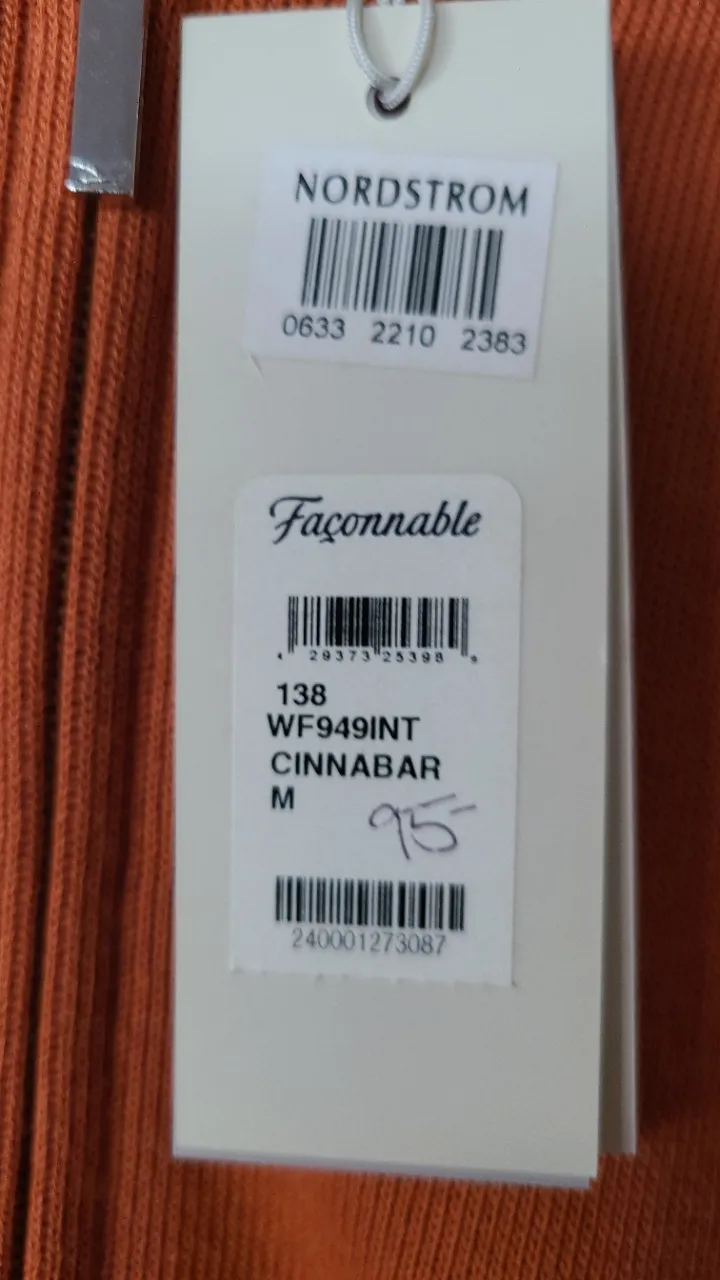 NORDSTROM
0633 2210 2383
Façonnable
4 29373 25398 9
138
WF949INT
CINNABAR
M
95-
240001273087